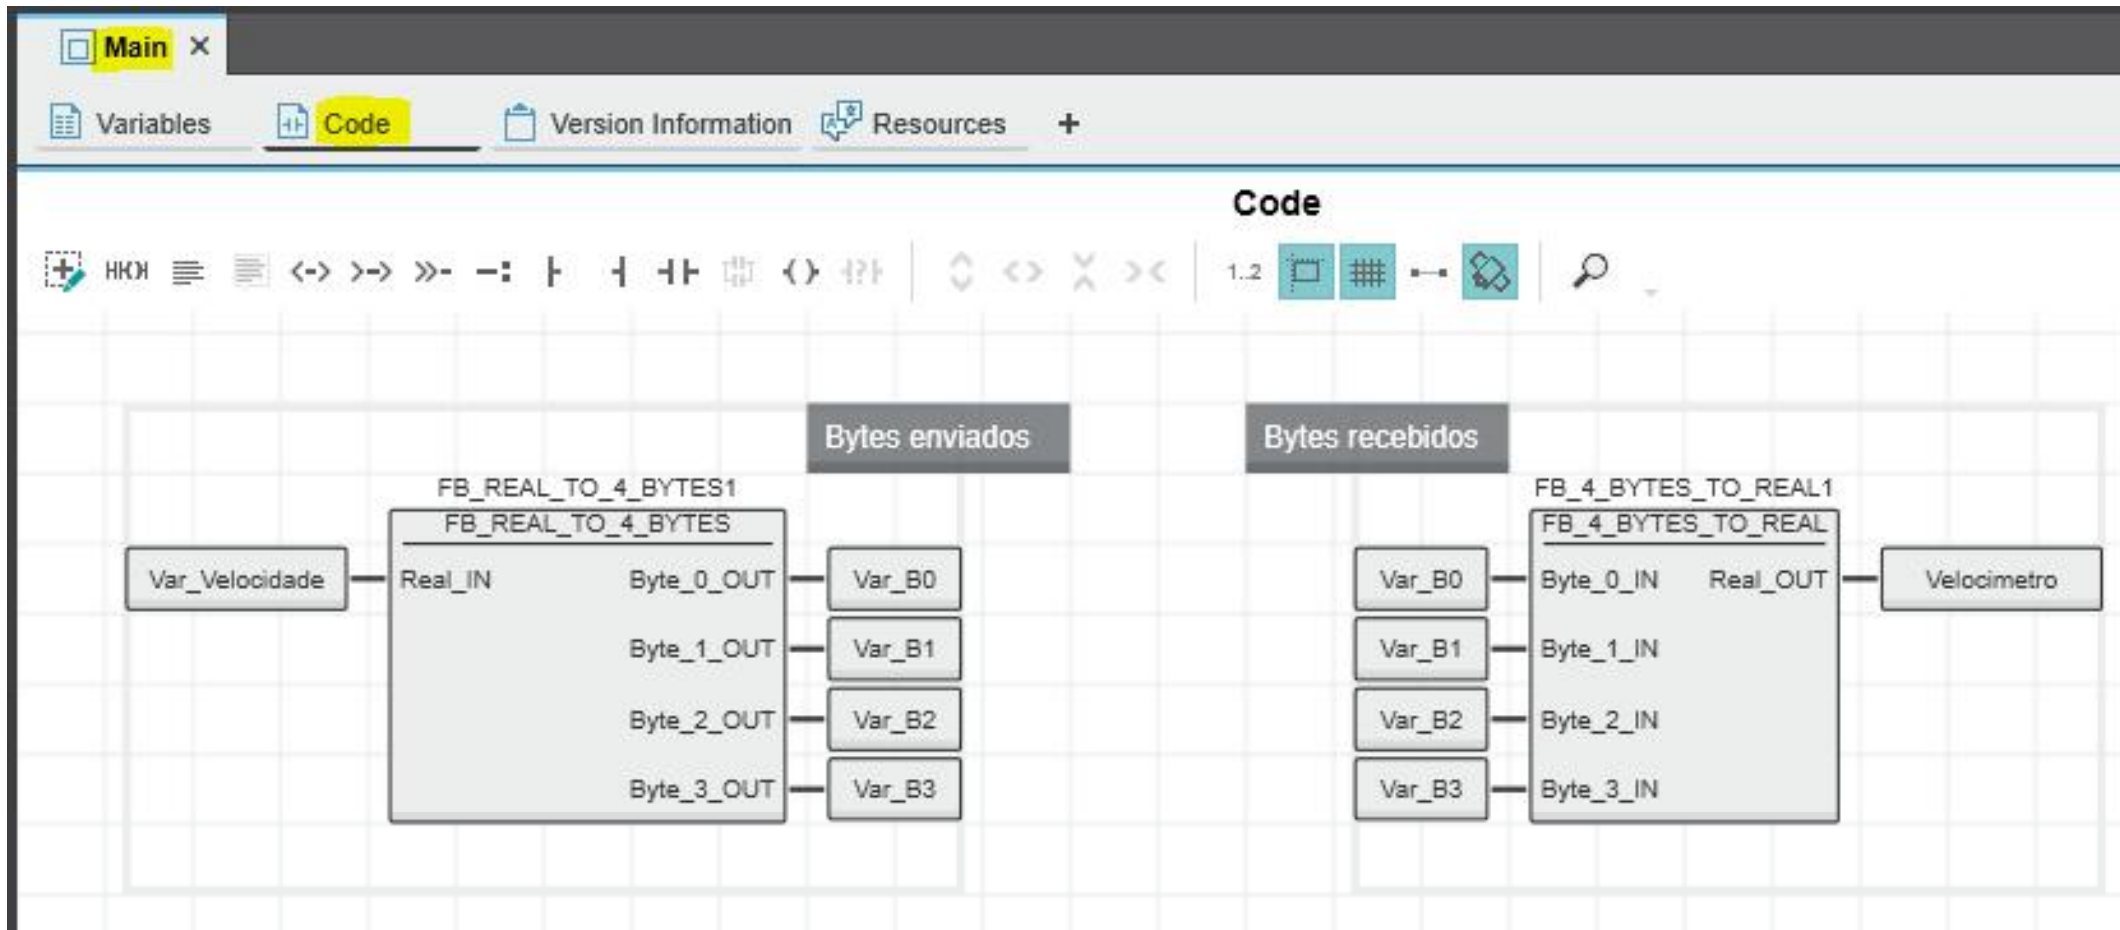 Main
Variables
Code
Version Information
Resources
Code
1..2
Bytes enviados
FB_REAL_TO_4_BYTES1
FB_REAL_TO_4_BYTES
Var_Velocidade
Real_IN
Byte_0_OUT
Var_B0
Byte_1_OUT
Var_B1
Byte_2_OUT
Var_B2
Byte_3_OUT
Var_B3
Bytes recebidos
FB_4_BYTES_TO_REAL1
FB_4_BYTES_TO_REAL
Var_B0
Byte_0_IN
Real_OUT
Velocimetro
Var_B1
Byte_1_IN
Var_B2
Byte_2_IN
Var_B3
Byte_3_IN